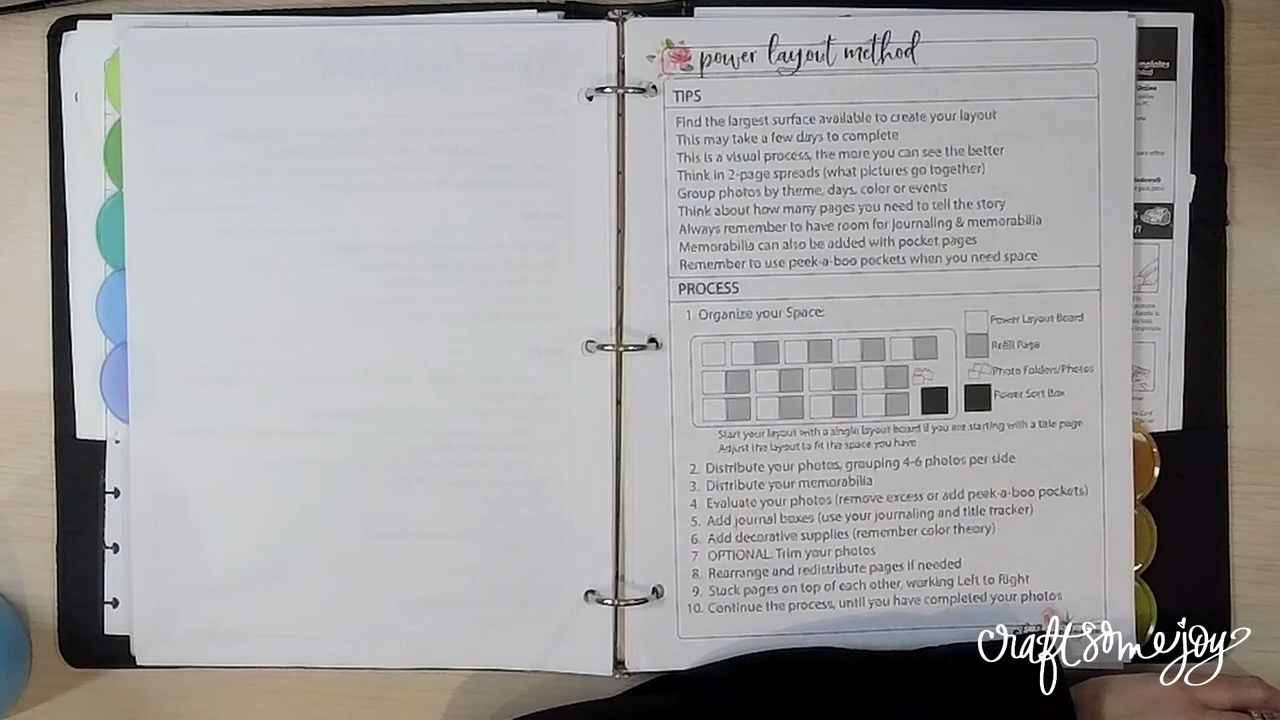 power layout method
TIPS
Find the largest surface available to create your layout
This may take a few days to complete
This is a visual process, the more you can see the better
Think in 2-page spreads (what pictures go together)
Group photos by theme, days, color or events
Think about how many pages you need to tell the story
Always remember to have room for journaling & memorabilia
Memorabilia can also be added with pocket pages
Remember to use peek-a-boo pockets when you need space
PROCESS
1. Organize your Space:
Power Layout Board
Refill Page
Photo Folders/Photos
Power Sort Box
Start your layout with a single layout board if you are starting with a title page
Adjust the layout to fit the space you have
2. Distribute your photos, grouping 4-6 photos per side
3. Distribute your memorabilia
4. Evaluate your photos (remove excess or add peek-a-boo pockets)
5. Add journal boxes (use your journaling and title tracker)
6. Add decorative supplies (remember color theory)
7. OPTIONAL: Trim your photos
8. Rearrange and redistribute pages if needed
9. Stack pages on top of each other, working Left to Right
10. Continue the process, until you have completed your photos
craftsomejoy